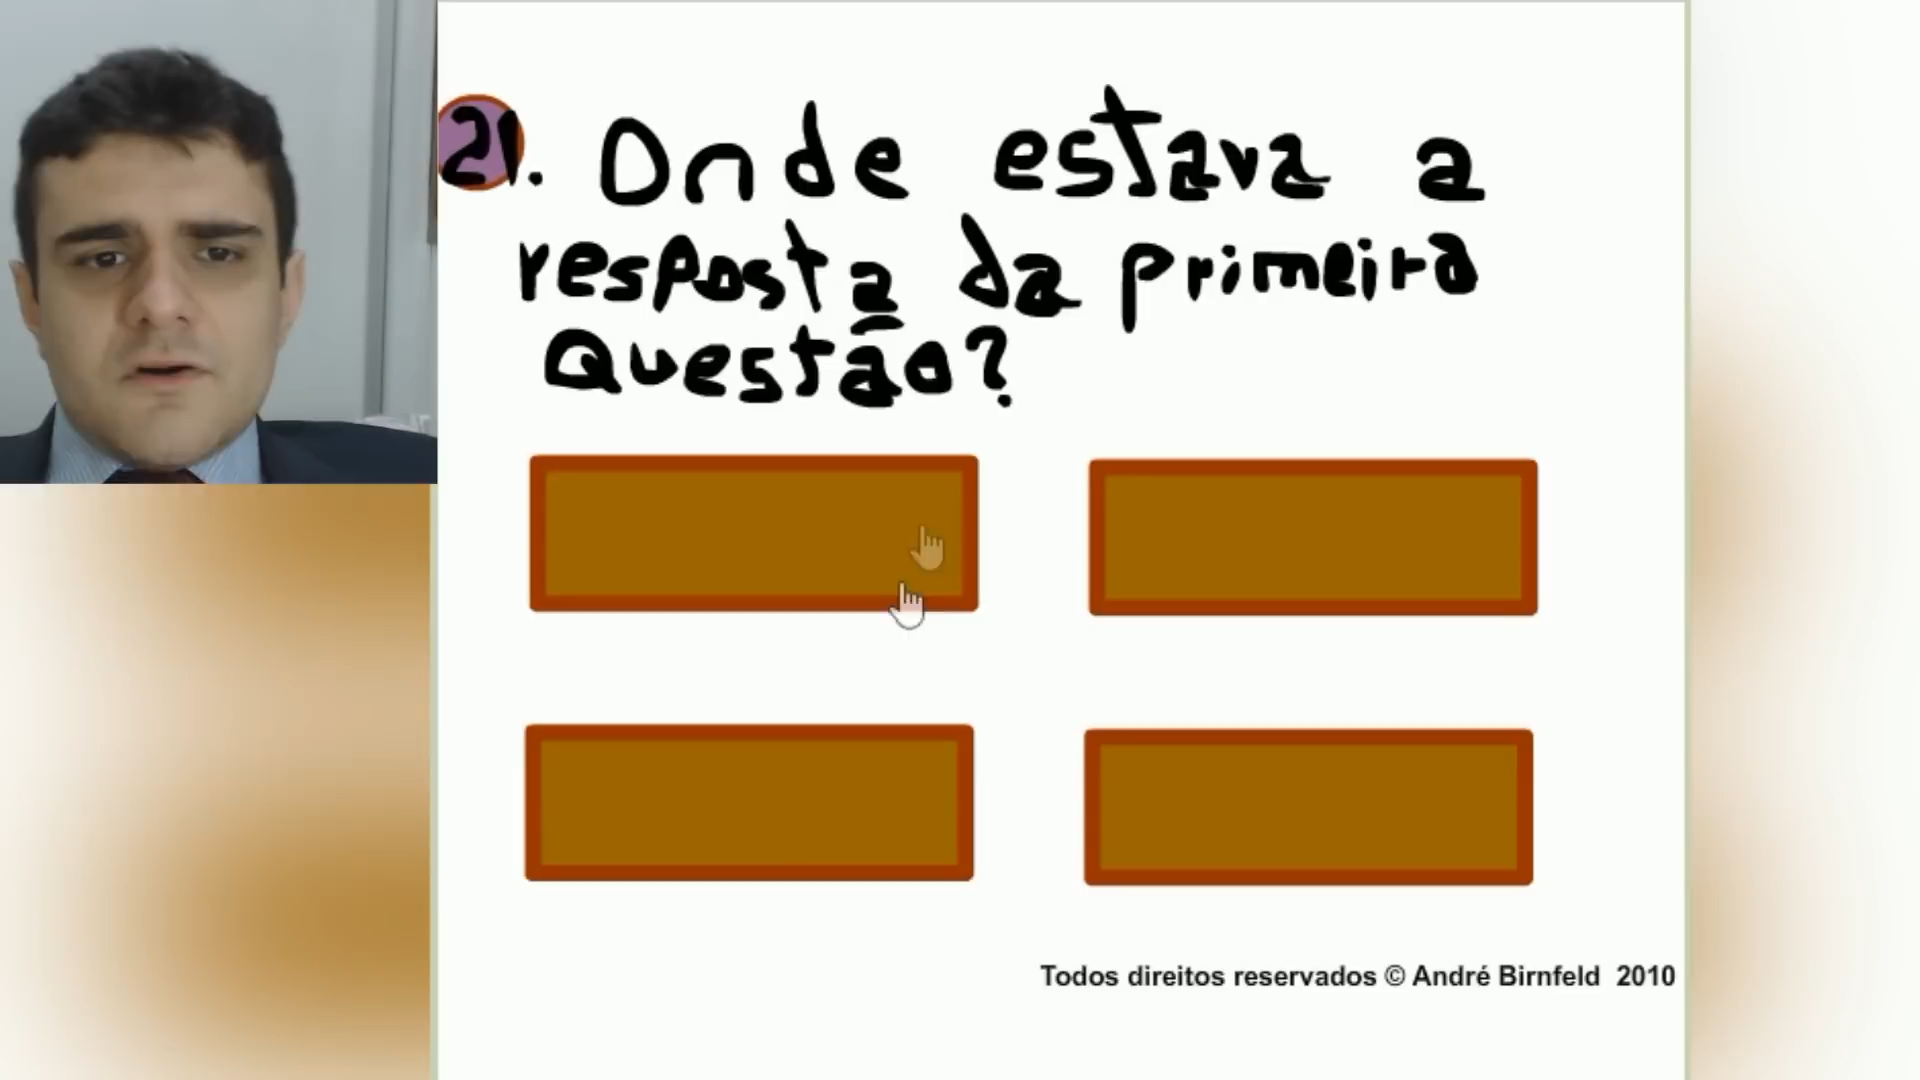 21. Onde estava a
resposta da primeira
Questão?
Todos direitos reservados © André Birnfeld 2010